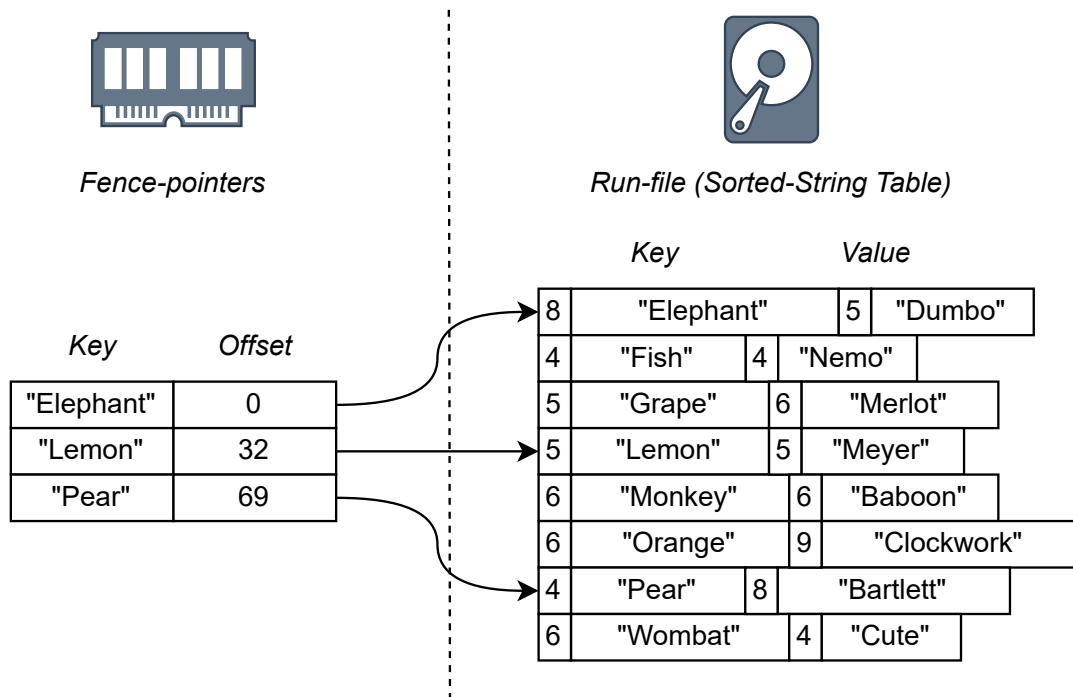 Fence-pointers
Key Offset
"Elephant" 0
"Lemon" 32
"Pear" 69
Run-file (Sorted-String Table)
Key Value
8 "Elephant" 5 "Dumbo"
4 "Fish" 4 "Nemo"
5 "Grape" 6 "Merlot"
5 "Lemon" 5 "Meyer"
6 "Monkey" 6 "Baboon"
6 "Orange" 9 "Clockwork"
4 "Pear" 8 "Bartlett"
6 "Wombat" 4 "Cute"